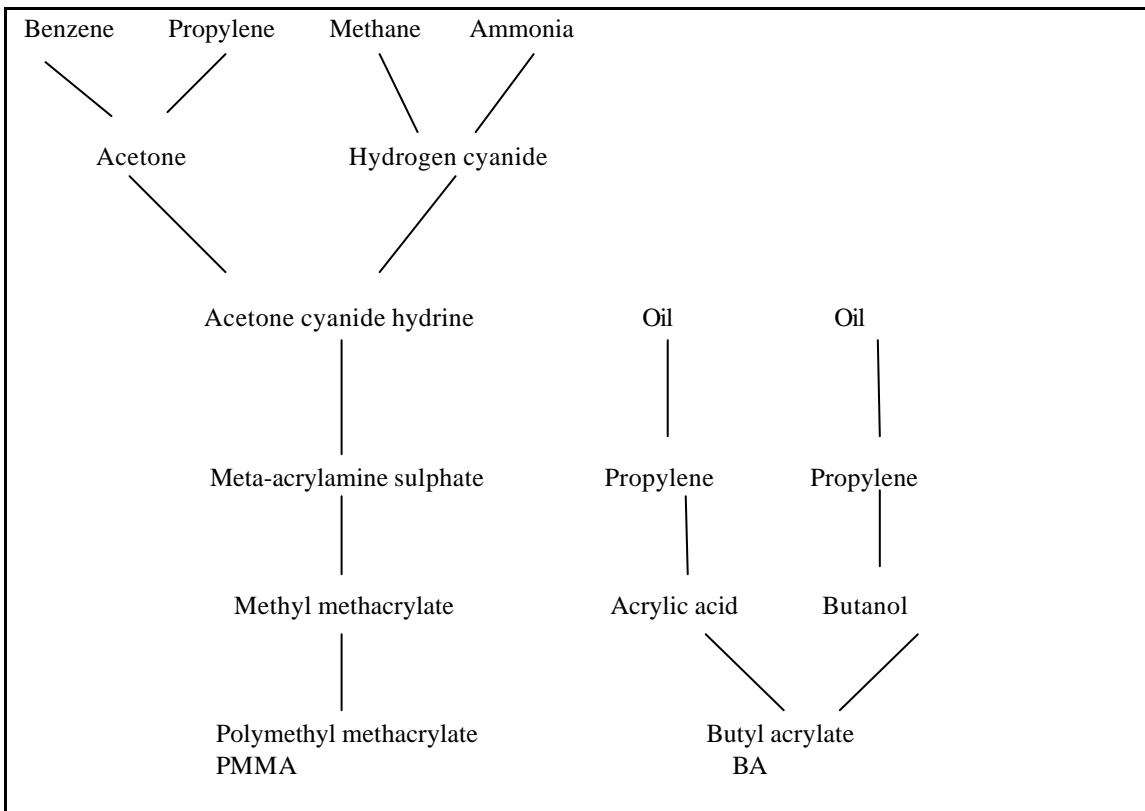 Benzene Propylene Methane Ammonia
Acetone Hydrogen cyanide
Acetone cyanide hydrine Oil Oil
Meta-acrylamine sulphate Propylene Propylene
Methyl methacrylate Acrylic acid Butanol
Polymethyl methacrylate Butyl acrylate
PMMA BA